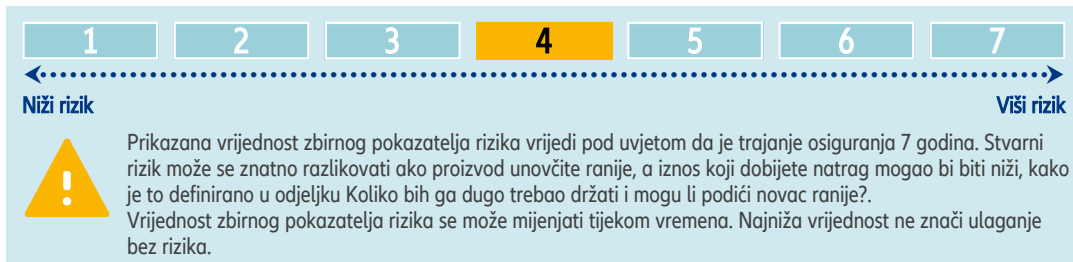 1 2 3 4 5 6 7
Niži rizik Viši rizik
Prikazana vrijednost zbirnog pokazatelja rizika vrijedi pod uvjetom da je trajanje osiguranja 7 godina. Stvarni
rizik može se znatno razlikovati ako proizvod unovčite ranije, a iznos koji dobijete natrag mogao bi biti niži, kako
je to definirano u odjeljku Koliko bih ga dugo trebao držati i mogu li podići novac ranije?.
Vrijednost zbirnog pokazatelja rizika se može mijenjati tijekom vremena. Najniža vrijednost ne znači ulaganje
bez rizika.